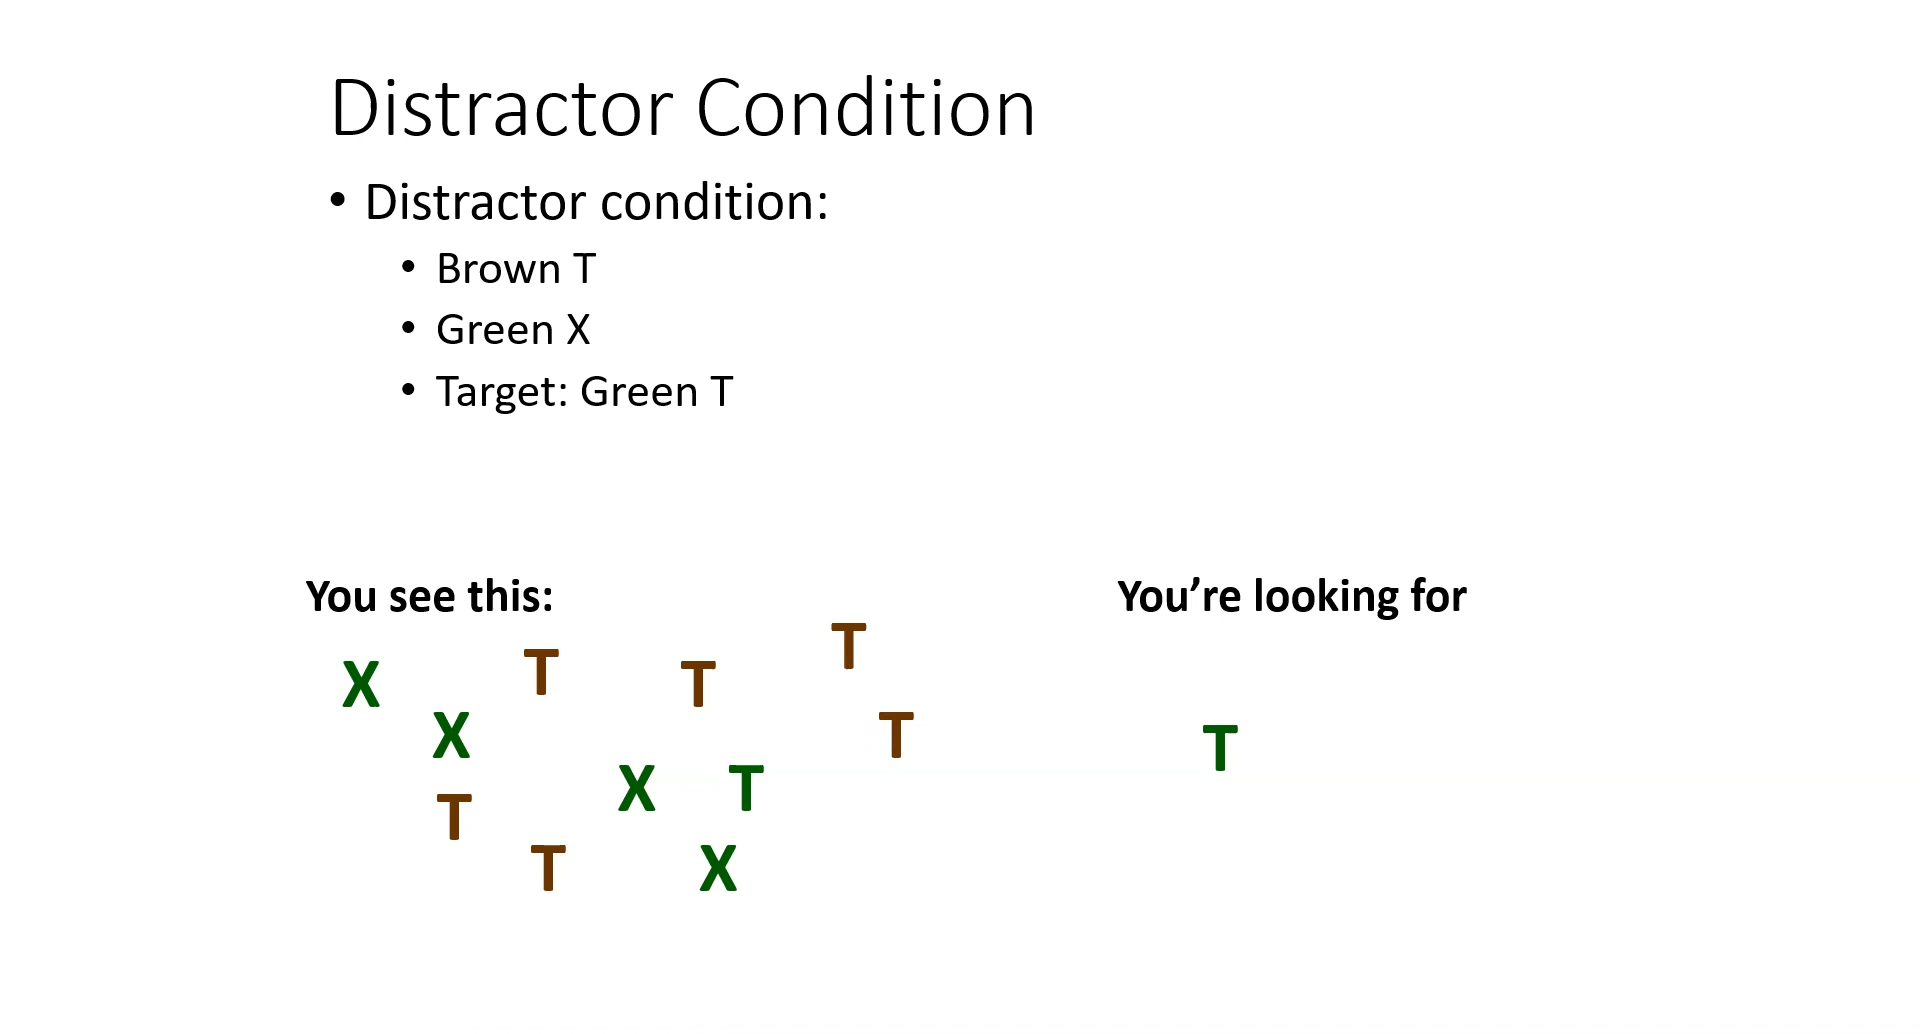 Distractor Condition
• Distractor condition:
• Brown T
• Green X
• Target: Green T
You see this:
You’re looking for
T
X T T
X T
T
X T
T
T X